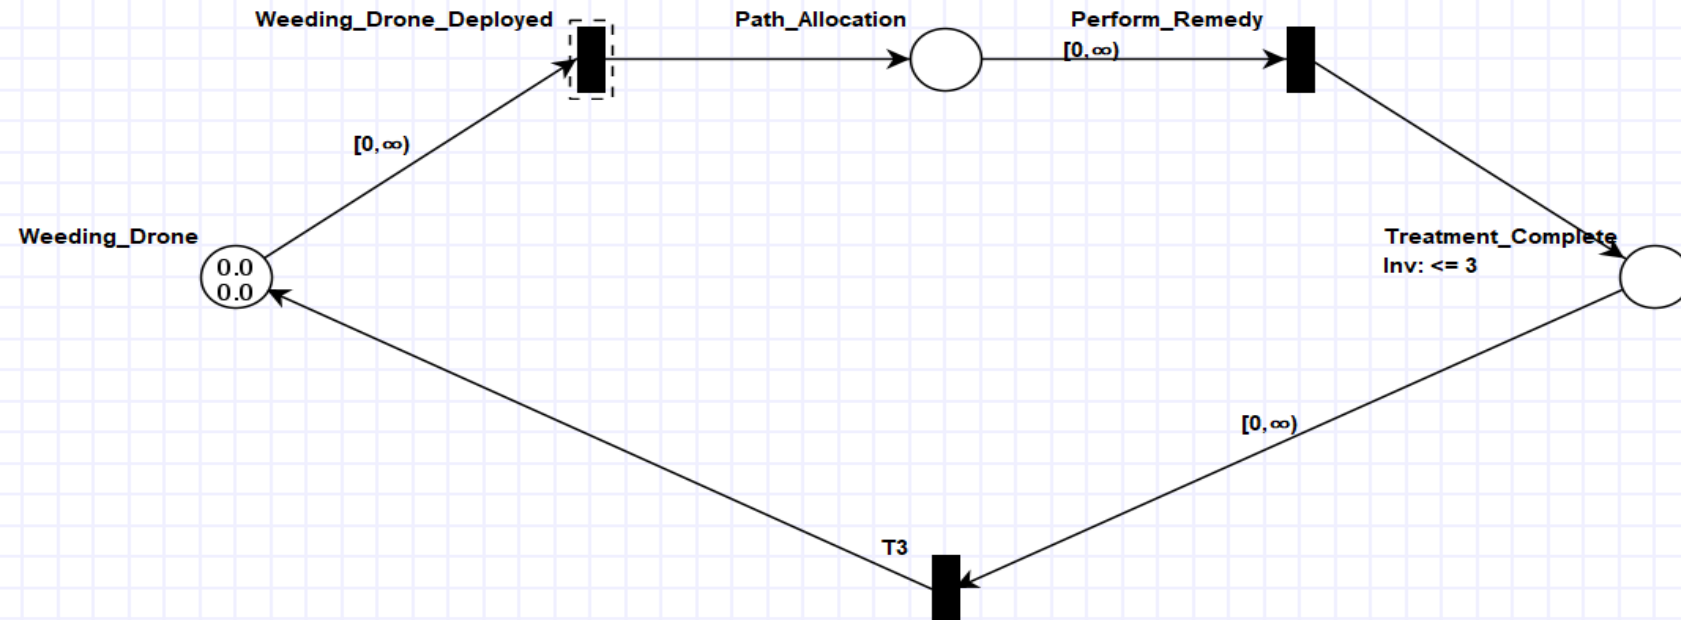 Weeding_Drone_Deployed
Path_Allocation
Perform_Remedy
[0,∞)
[0,∞)
Weeding_Drone
0.0
0.0
Treatment_Complete
Inv: <= 3
[0,∞)
T3